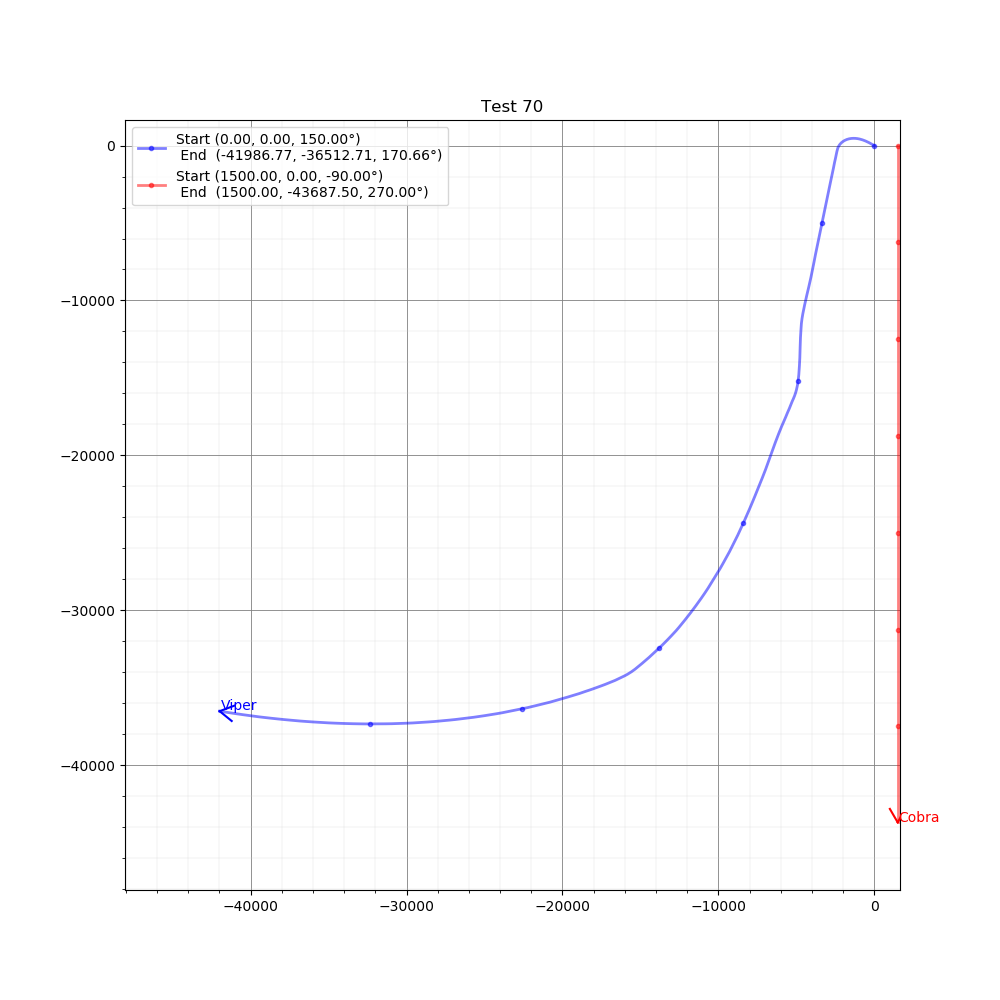 Test 70
Start (0.00, 0.00, 150.00°)
End (-41986.77, -36512.71, 170.66°)
Start (1500.00, 0.00, -90.00°)
End (1500.00, -43687.50, 270.00°)
0
−10000
−20000
−30000
−40000
Viper
Cobra
−40000
−30000
−20000
−10000
0